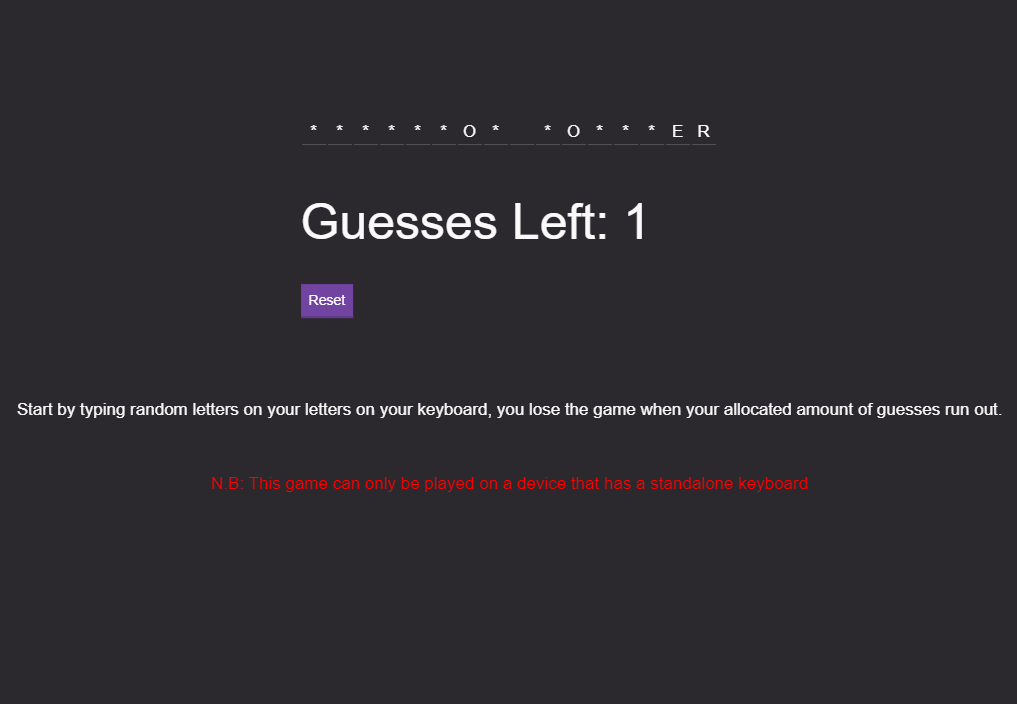 * * * * * * O * * O * * * E R
Guesses Left: 1
Reset
Start by typing random letters on your letters on your keyboard, you lose the game when your allocated amount of guesses run out.
N.B: This game can only be played on a device that has a standalone keyboard